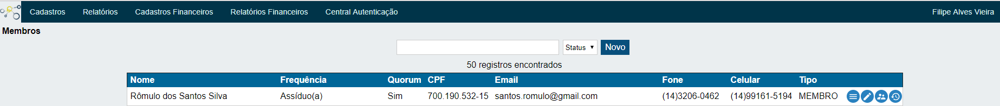 Cadastros Relatórios Cadastros Financeiros Relatórios Financeiros Central Autenticação Filipe Alves Vieira
Membros
Status Novo
50 registros encontrados
Nome Frequência Quorum CPF Email Fone Celular Tipo
Rômulo dos Santos Silva Assíduo(a) Sim 700.190.532-15 santos.romulo@gmail.com (14)3206-0462 (14)99161-5194 MEMBRO